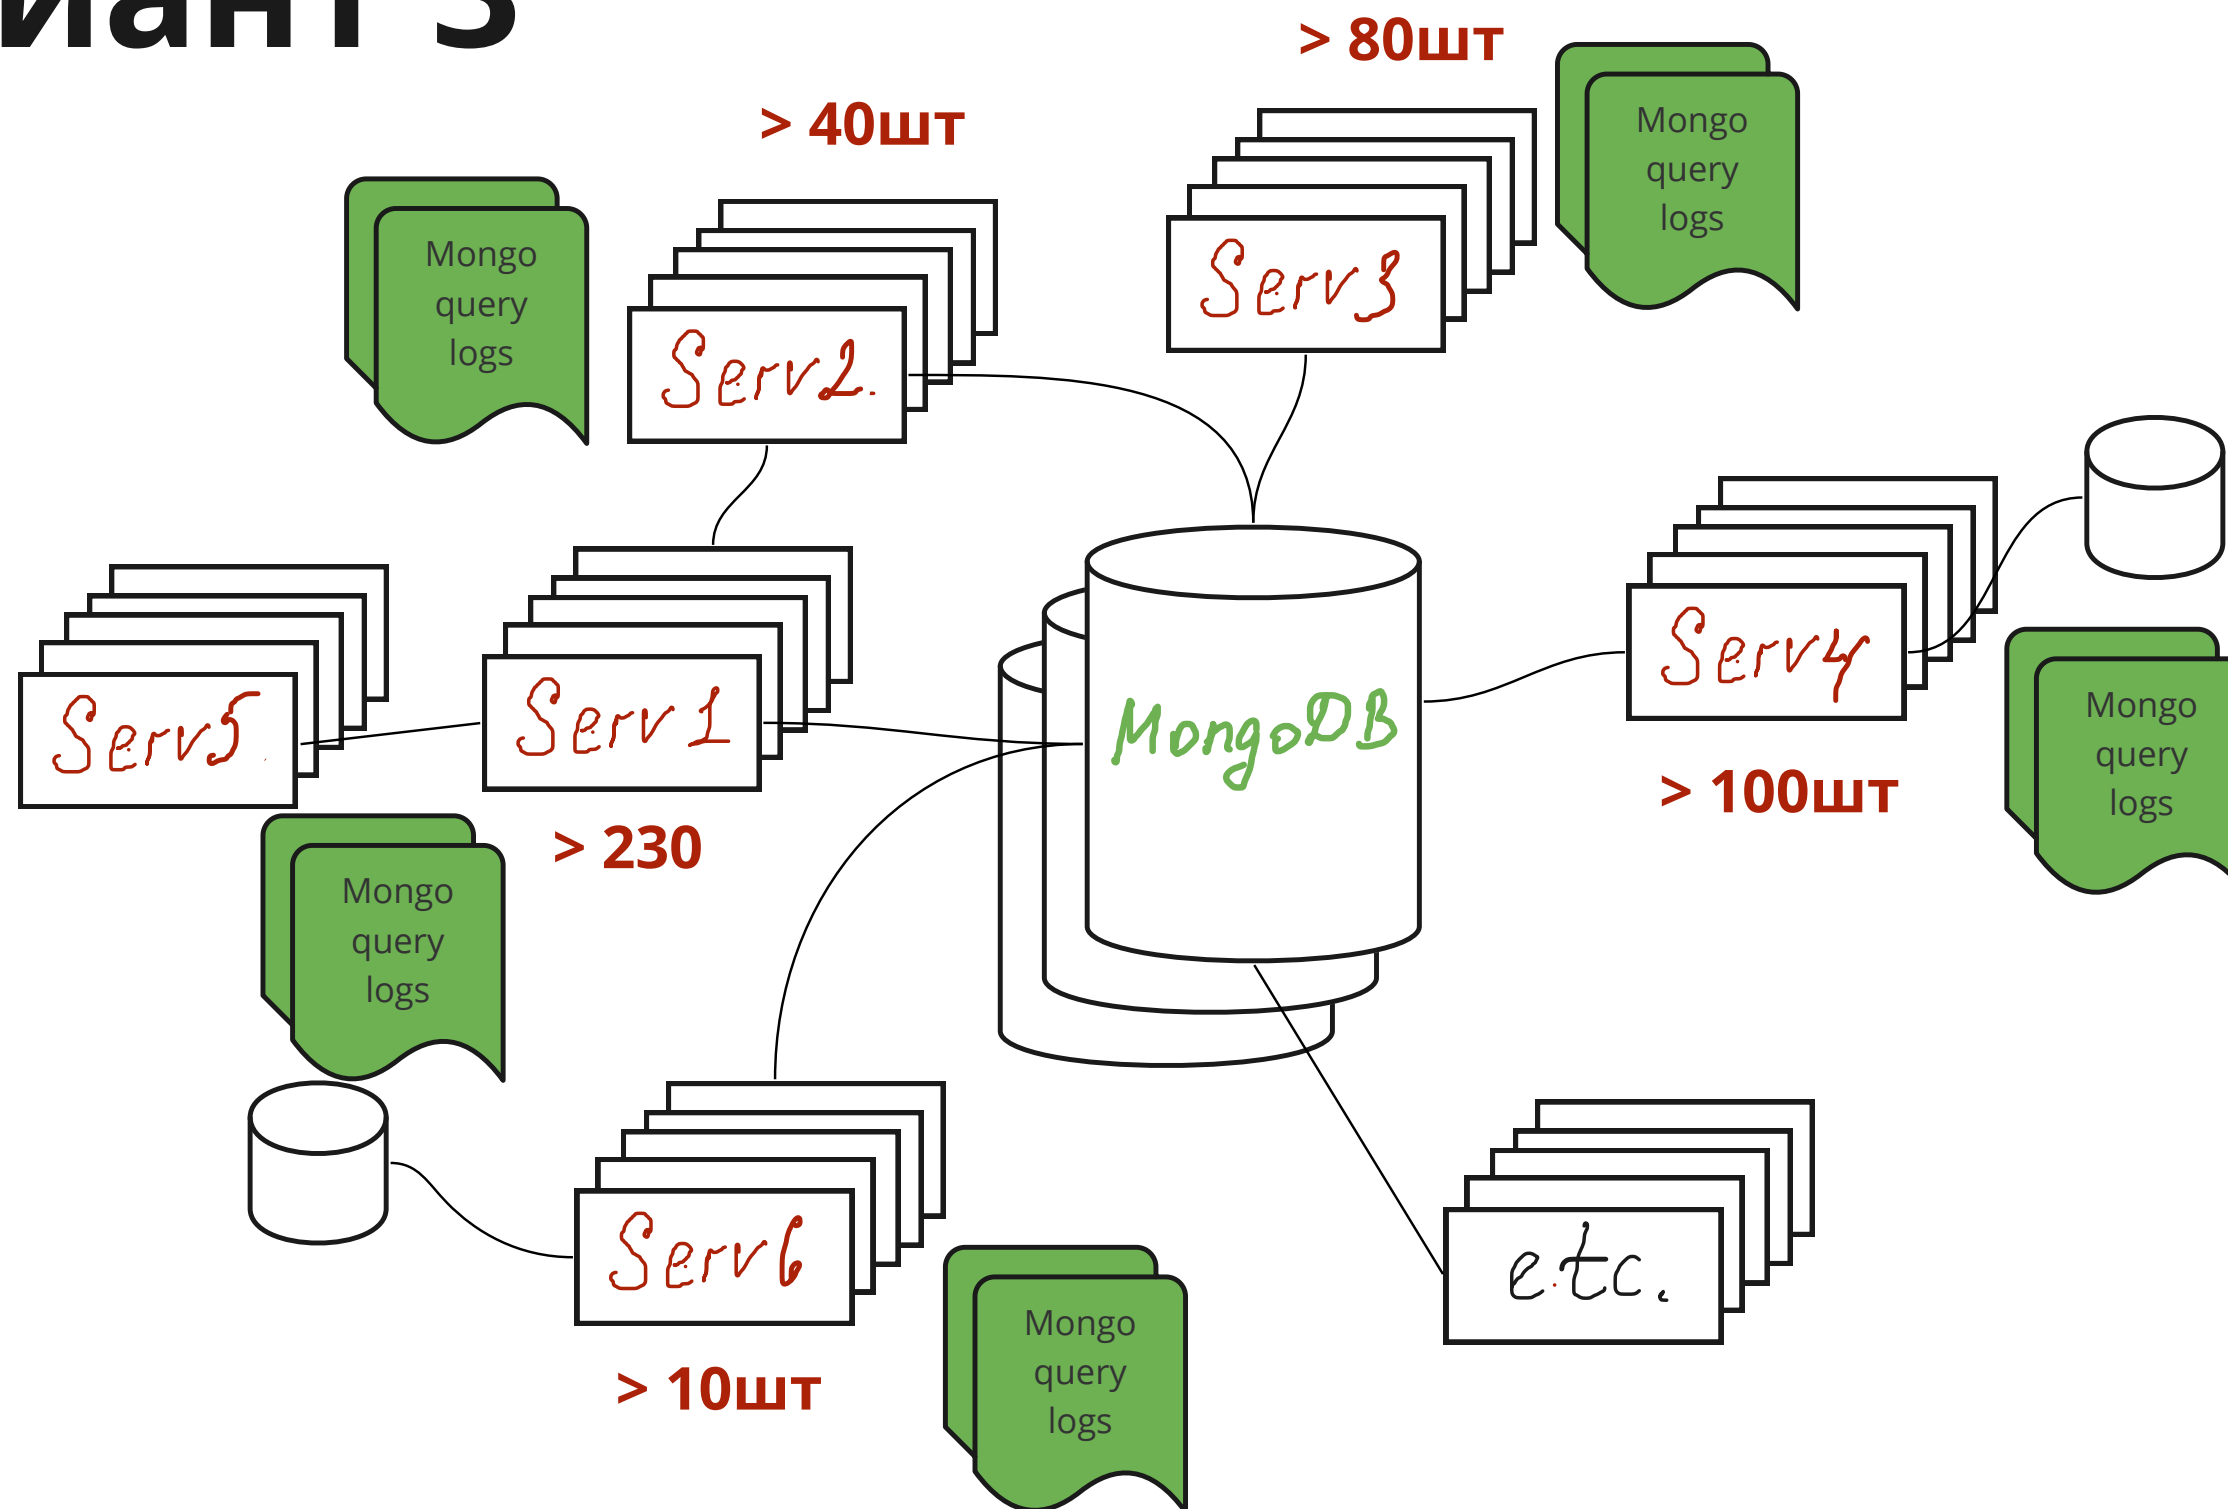 иант 3
> 80шт
> 40шт
Mongo
query
logs
Mongo
query
logs
Serv3
Serv2.
Serv4
Serv5
Serv1
MongoDB
Mongo
query
logs
> 100шт
> 230
Mongo
query
logs
Serv6
etc.
Mongo
query
logs
> 10шт